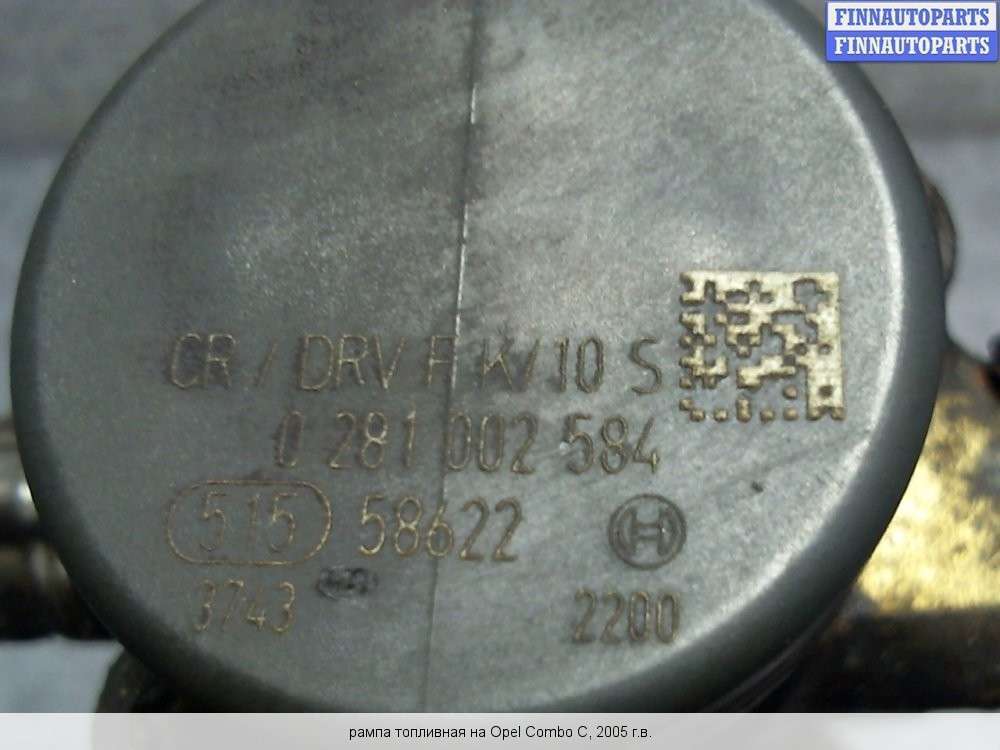 FINNAUTOPARTS
FINNAUTOPARTS
CR / DRV F K/10 S
0 281 002 584
515 58622
3743 2200
рампа топливная на Opel Combo C, 2005 г.в.